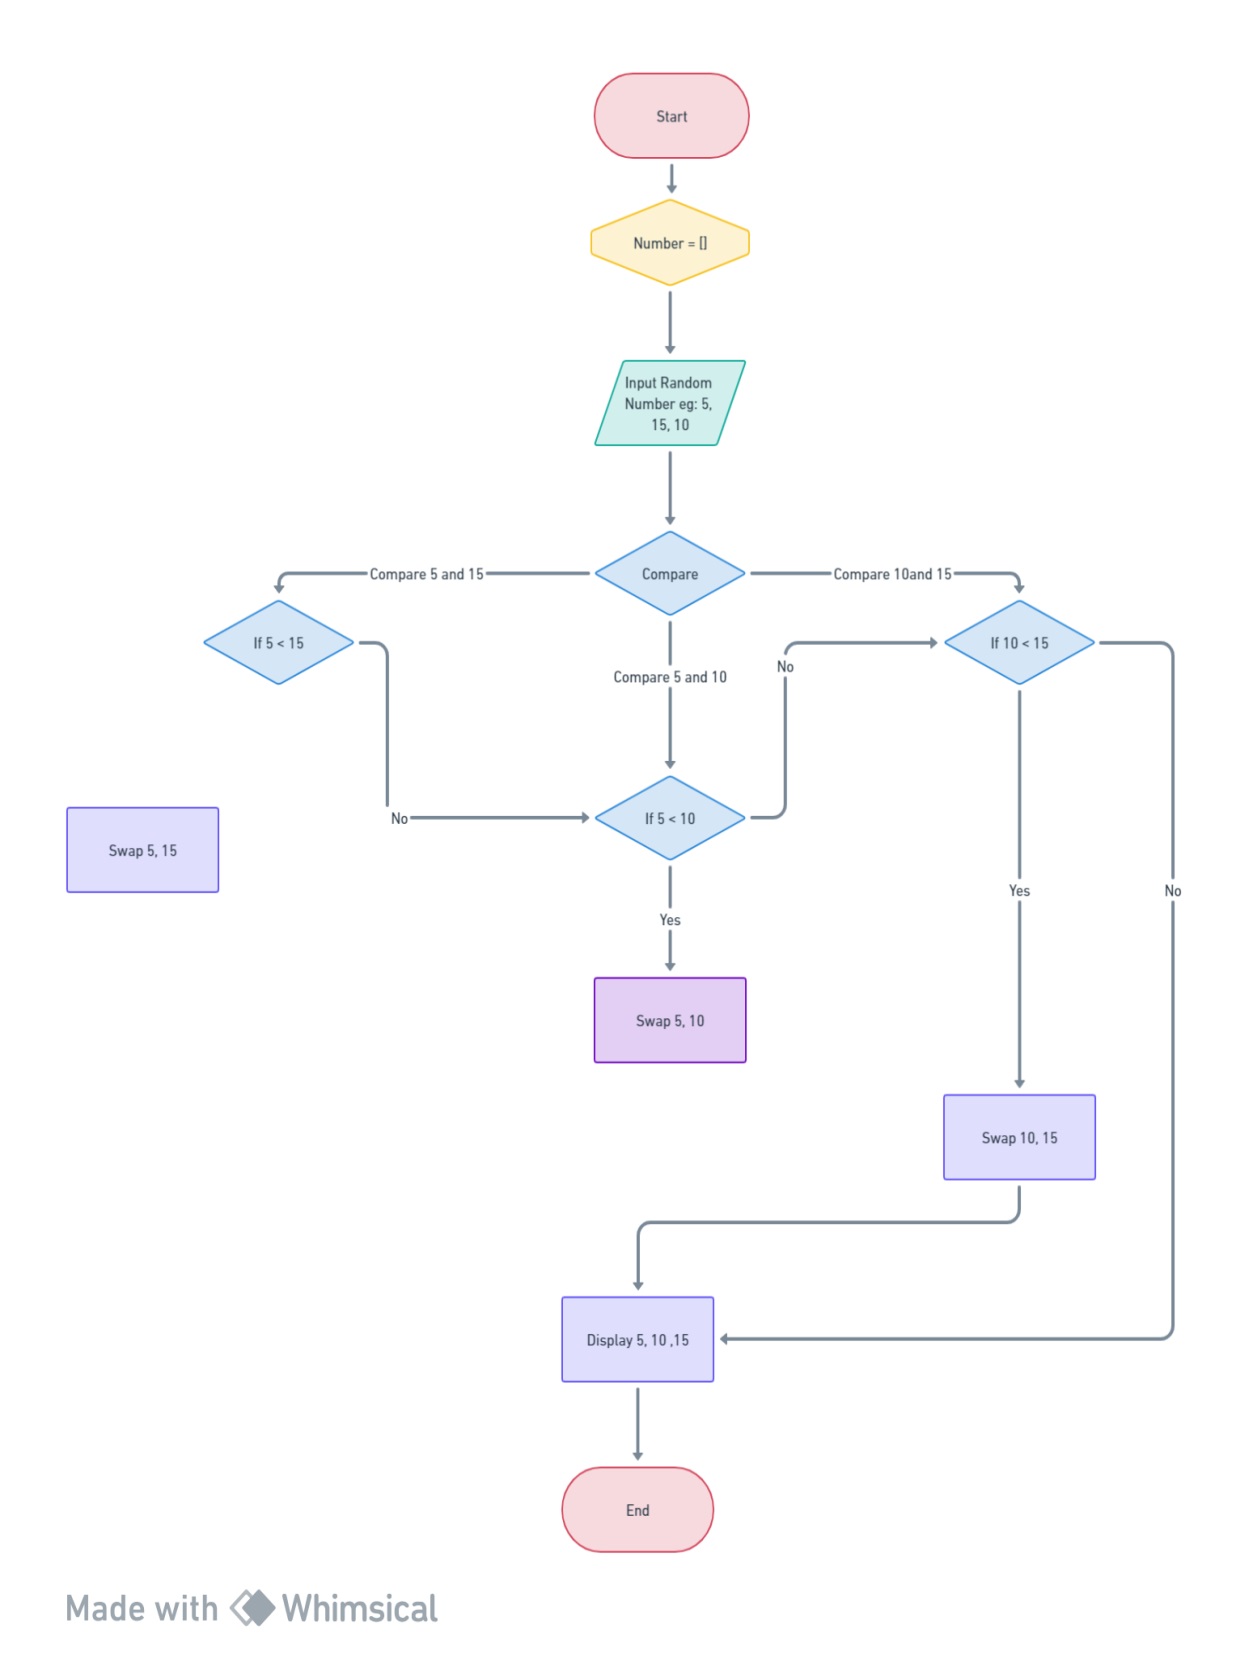 Start
Number = []
Input Random
Number eg: 5,
15, 10
Compare 5 and 15
Compare
Compare 10and 15
If 5 < 15
If 10 < 15
No
Compare 5 and 10
No
If 5 < 10
Swap 5, 15
Yes
Yes
No
Swap 5, 10
Swap 10, 15
Display 5, 10 ,15
End
Made with Whimsical